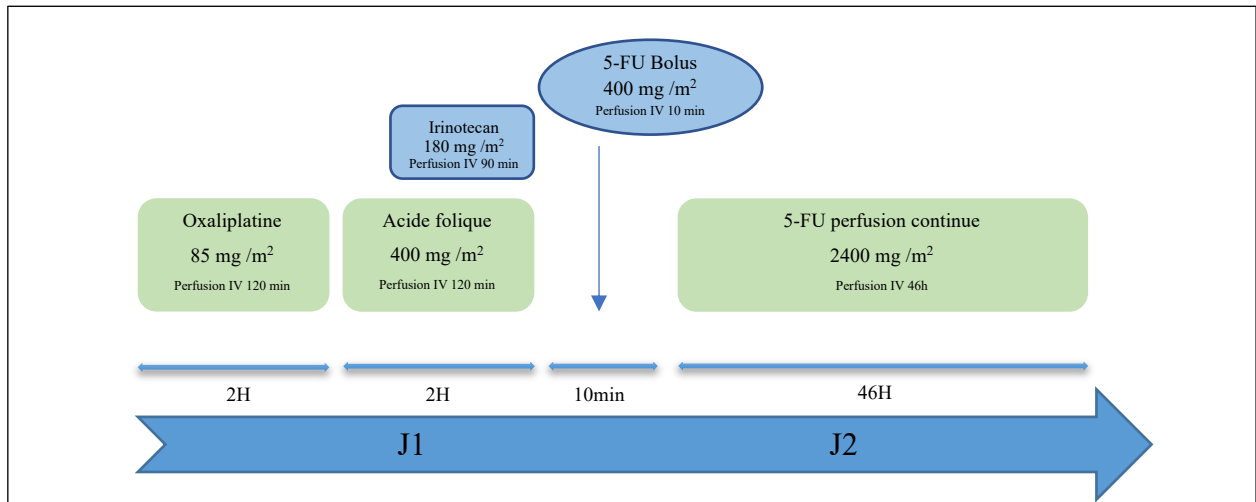 5-FU Bolus
400 mg /m²
Perfusion IV 10 min
Irinotecan
180 mg /m²
Perfusion IV 90 min
Oxaliplatine
85 mg /m²
Perfusion IV 120 min
Acide folique
400 mg /m²
Perfusion IV 120 min
5-FU perfusion continue
2400 mg /m²
Perfusion IV 46h
2H
2H
10min
46H
J1
J2